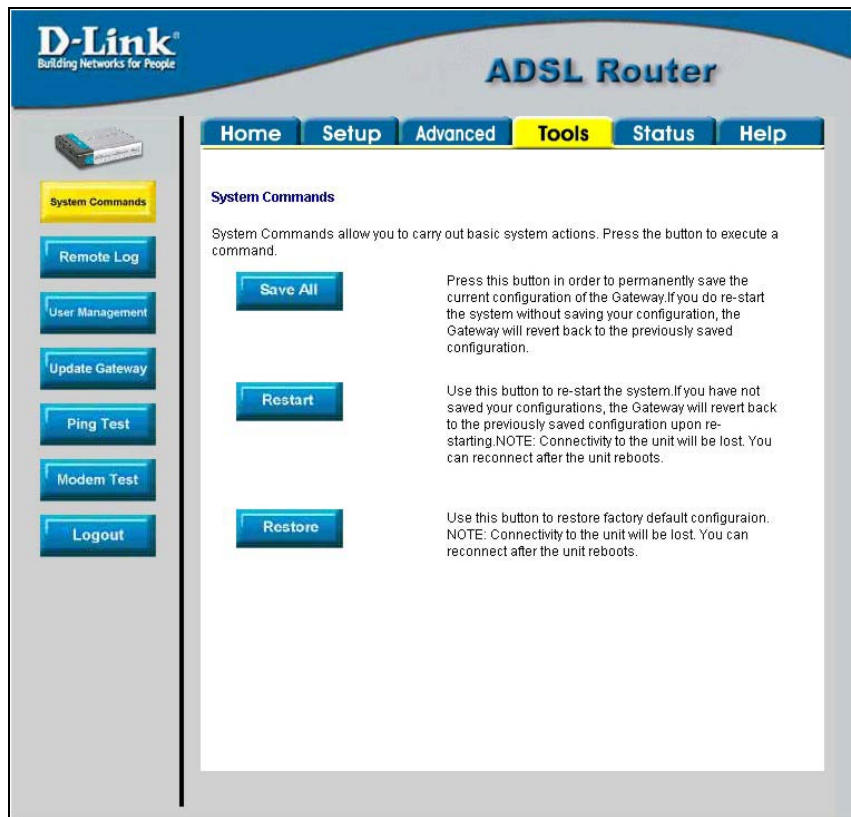 D-Link®
Building Networks for People
ADSL Router
Home Setup Advanced Tools Status Help
System Commands
Remote Log
User Management
Update Gateway
Ping Test
Modem Test
Logout
System Commands
System Commands allow you to carry out basic system actions. Press the button to execute a
command.
Save All
Press this button in order to permanently save the
current configuration of the Gateway.If you do re-start
the system without saving your configuration, the
Gateway will revert back to the previously saved
configuration.
Restart
Use this button to re-start the system.If you have not
saved your configurations, the Gateway will revert back
to the previously saved configuration upon re-
starting.NOTE: Connectivity to the unit will be lost. You
can reconnect after the unit reboots.
Restore
Use this button to restore factory default configuraion.
NOTE: Connectivity to the unit will be lost. You can
reconnect after the unit reboots.